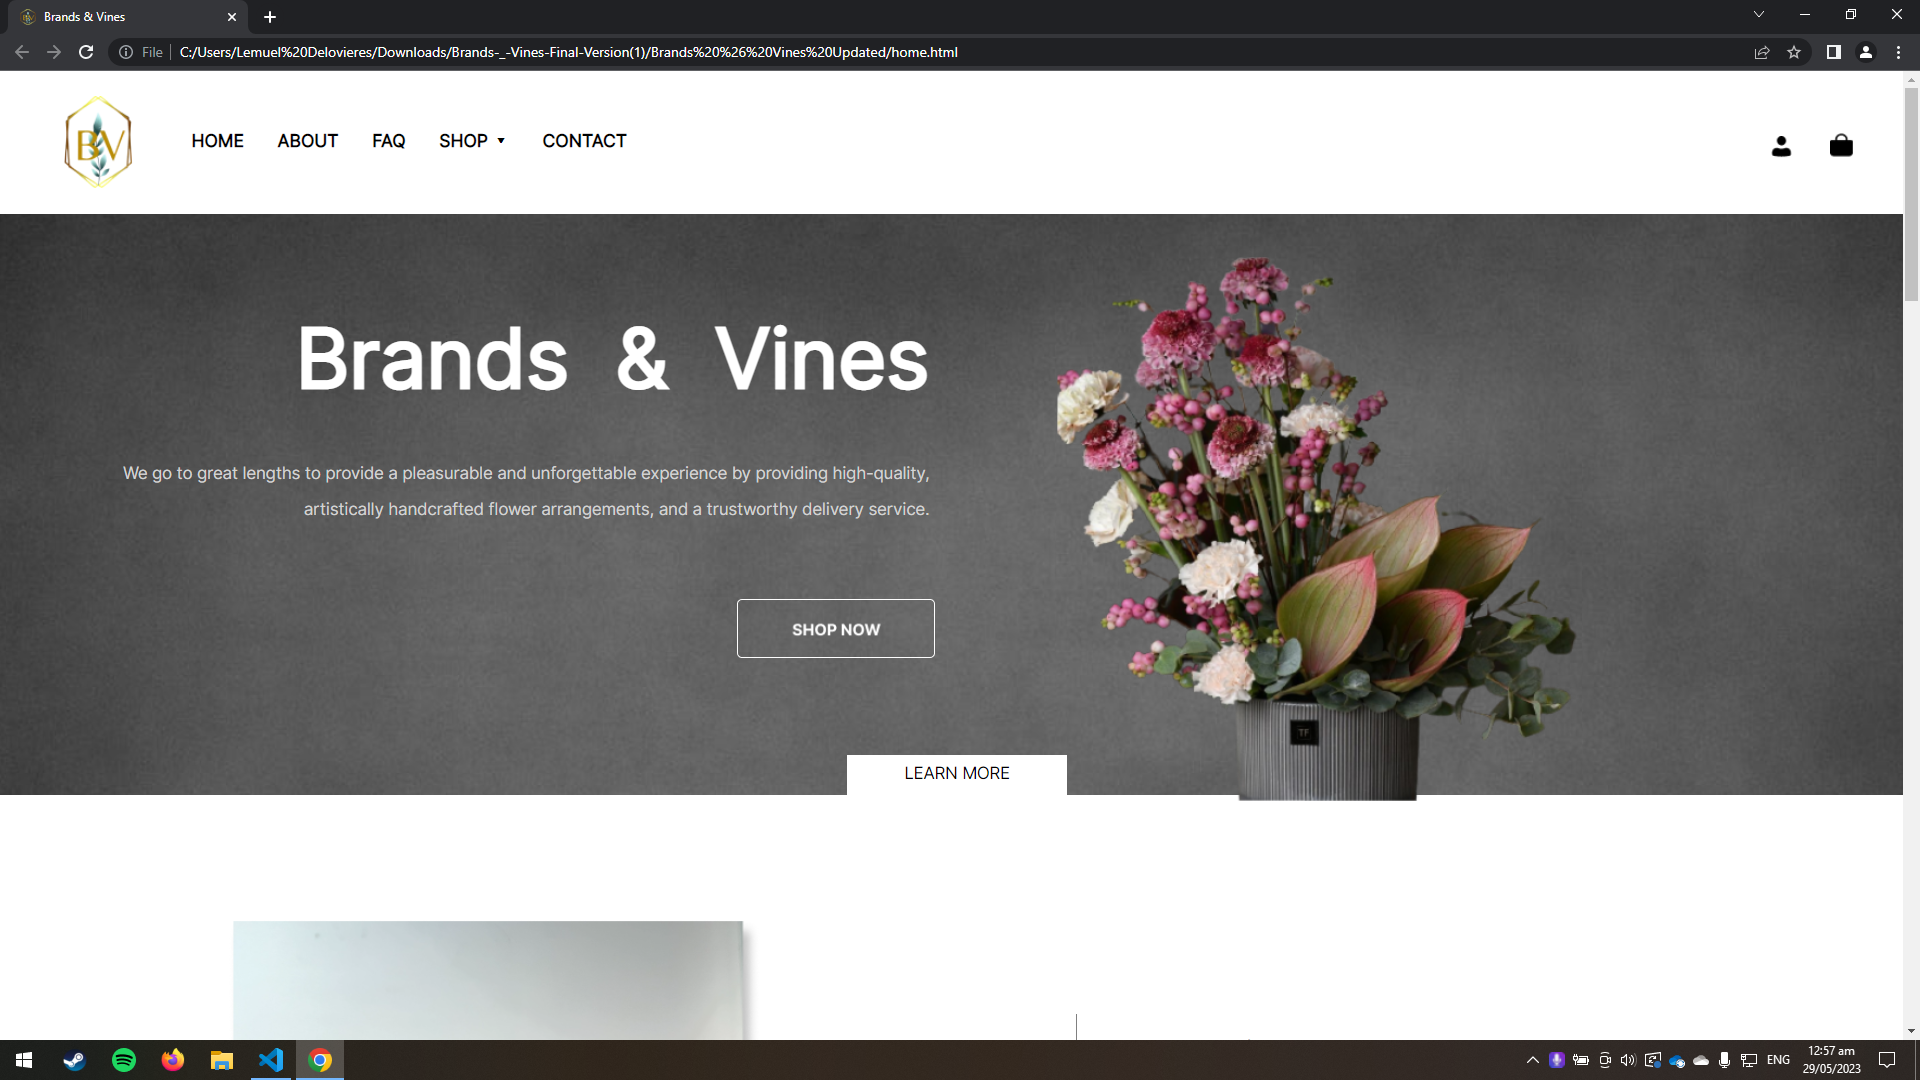 Brands & Vines
File
C:/Users/Lemuel%20Delovieres/Downloads/Brands-_-Vines-Final-Version(1)/Brands%20%26%20Vines%20Updated/home.html
BV
HOME
ABOUT
FAQ
SHOP
CONTACT
Brands & Vines
We go to great lengths to provide a pleasurable and unforgettable experience by providing high-quality,
artistically handcrafted flower arrangements, and a trustworthy delivery service.
SHOP NOW
TF
LEARN MORE
ENG
12:57 am
29/05/2023